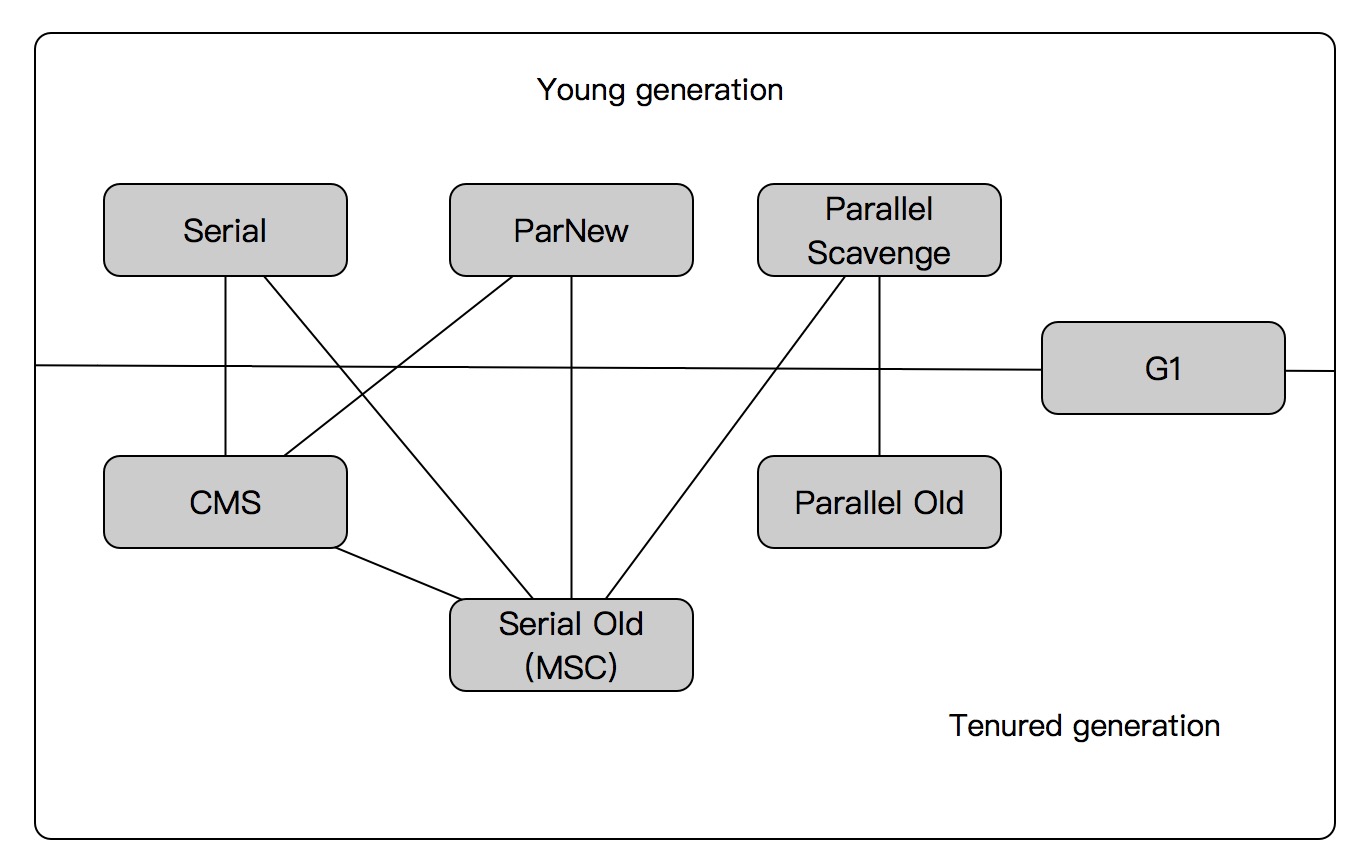 Young generation
Serial
ParNew
Parallel
Scavenge
G1
CMS
Parallel Old
Serial Old
(MSC)
Tenured generation